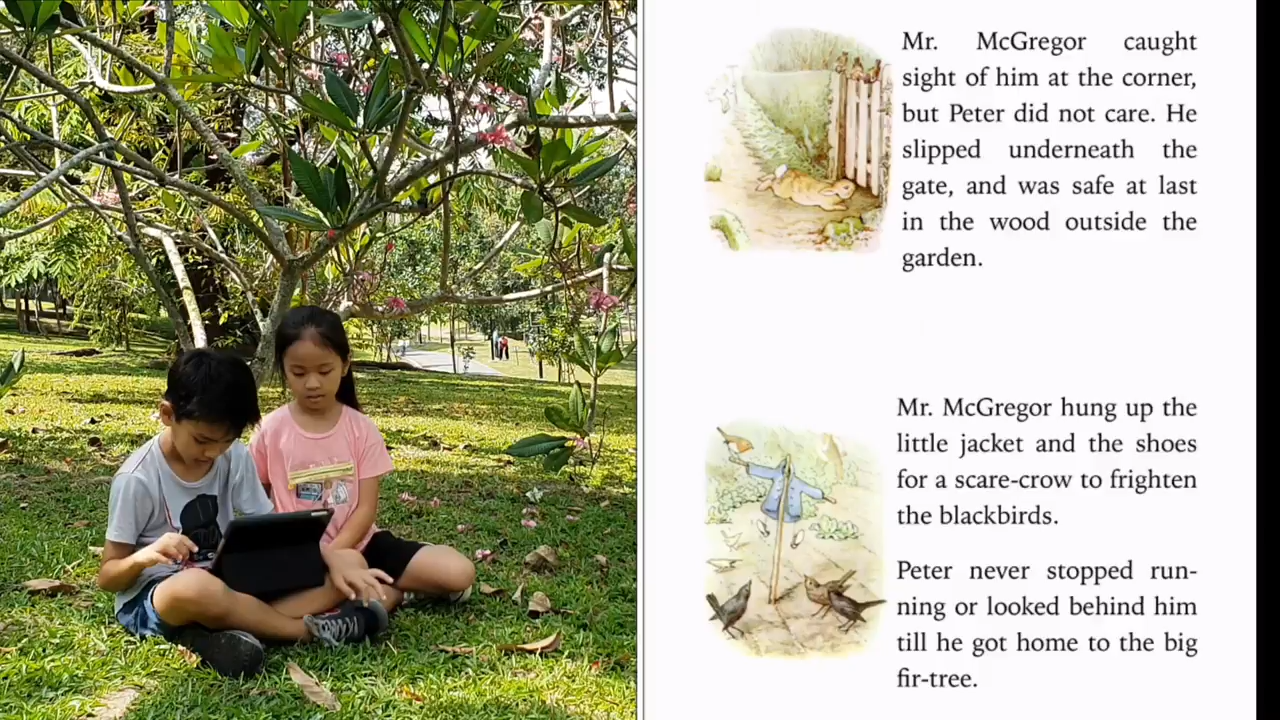 Mr. McGregor caught
sight of him at the corner,
but Peter did not care. He
slipped underneath the
gate, and was safe at last
in the wood outside the
garden.
Mr. McGregor hung up the
little jacket and the shoes
for a scare-crow to frighten
the blackbirds.
Peter never stopped run-
ning or looked behind him
till he got home to the big
fir-tree.